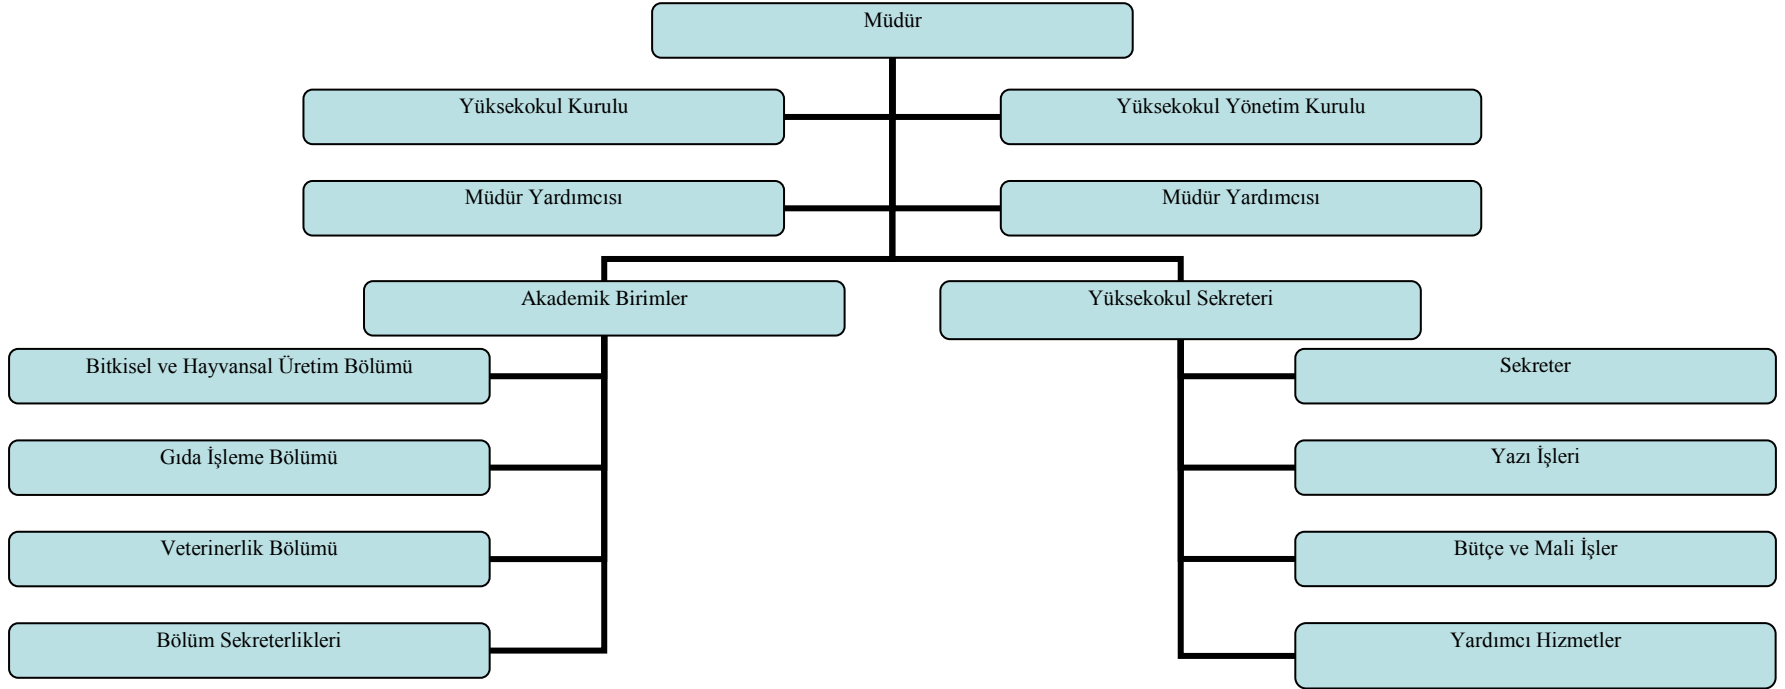 Müdür
Yüksekokul Kurulu
Yüksekokul Yönetim Kurulu
Müdür Yardımcısı
Müdür Yardımcısı
Akademik Birimler
Yüksekokul Sekreteri
Bitkisel ve Hayvansal Üretim Bölümü
Sekreter
Gıda İşleme Bölümü
Yazı İşleri
Veterinerlik Bölümü
Bütçe ve Mali İşler
Bölüm Sekreterlikleri
Yardımcı Hizmetler